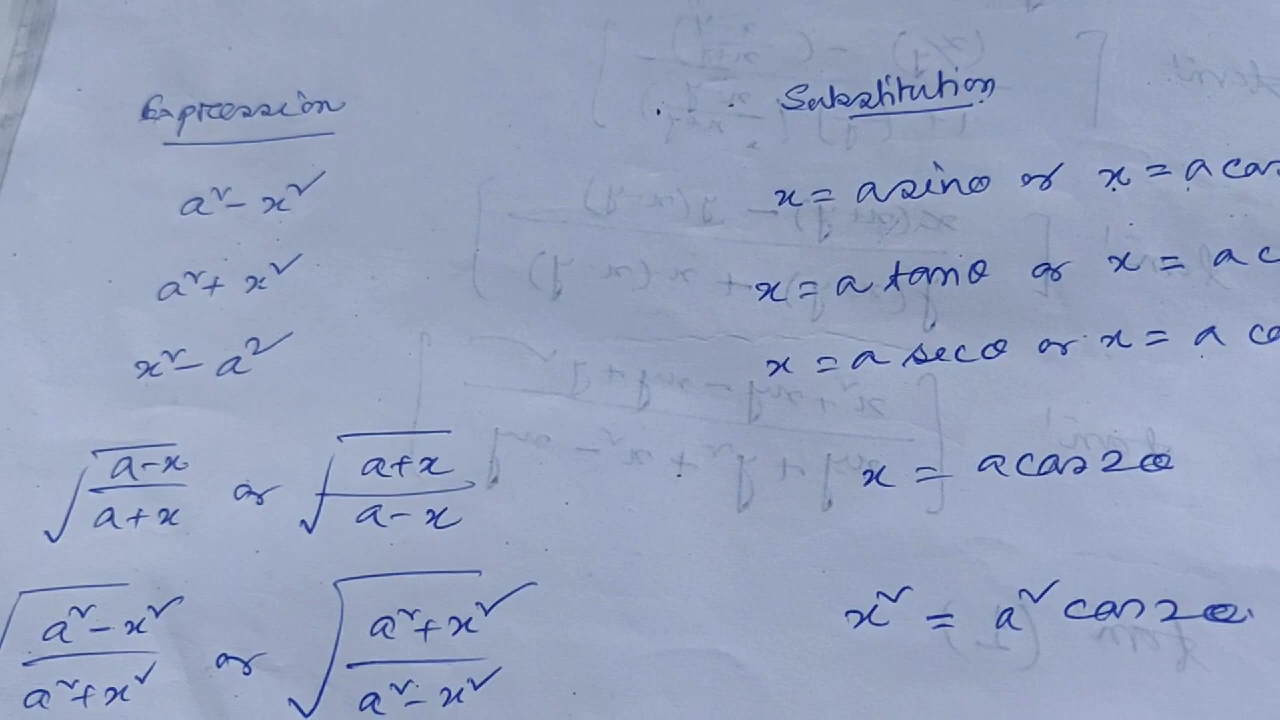 Expression Substitution
a² - x² x = a sinθ or x = a cos
a² + x² x = a tanθ or x = a c
x² - a² x = a secθ or x = a co
√((a-x)/(a+x)) or √((a+x)/(a-x)) x = a cos2θ
√((a²-x²)/(a²+x²)) or √((a²+x²)/(a²-x²)) x² = a² cos2θ